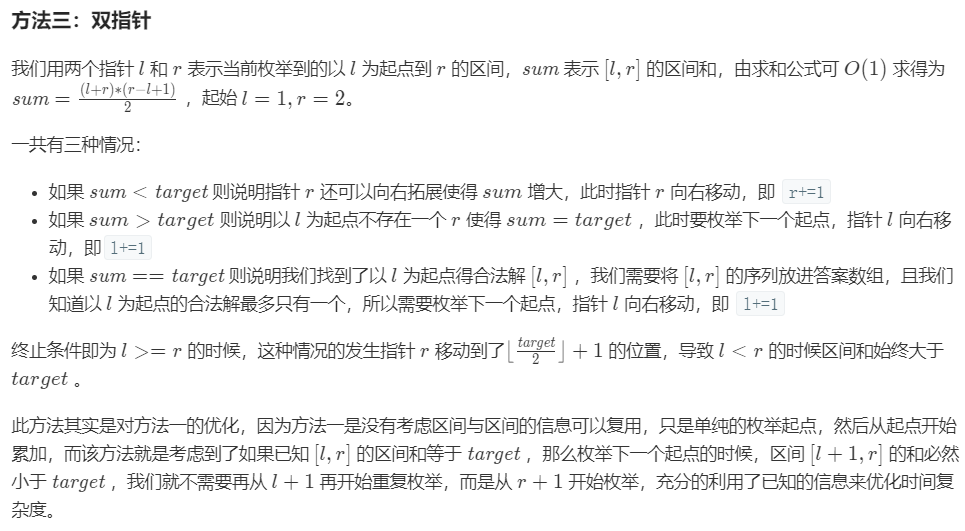 方法三：双指针
我们用两个指针 l 和 r 表示当前枚举到的以 l 为起点到 r 的区间，sum 表示 [l, r] 的区间和，由求和公式可 O(1) 求得为
sum = \frac{(l+r)*(r-l+1)}{2} ，起始 l = 1, r = 2。
一共有三种情况：
• 如果 sum < target 则说明指针 r 还可以向右拓展使得 sum 增大，此时指针 r 向右移动，即 r+=1
• 如果 sum > target 则说明以 l 为起点不存在一个 r 使得 sum = target ，此时要枚举下一个起点，指针 l 向右移
动，即 l+=1
• 如果 sum == target 则说明我们找到了以 l 为起点得合法解 [l, r] ，我们需要将 [l, r] 的序列放进答案数组，且我们
知道以 l 为起点的合法解最多只有一个，所以需要枚举下一个起点，指针 l 向右移动，即 l+=1
终止条件即为 l >= r 的时候，这种情况的发生指针 r 移动到了 ⌊\frac{target}{2}⌋ + 1 的位置，导致 l < r 的时候区间和始终大于
target 。
此方法其实是对方法一的优化，因为方法一是没有考虑区间与区间的信息可以复用，只是单纯的枚举起点，然后从起点开始
累加，而该方法就是考虑到了如果已知 [l, r] 的区间和等于 target ，那么枚举下一个起点的时候，区间 [l + 1, r] 的和必然
小于 target ，我们就不需要再从 l + 1 再开始重复枚举，而是从 r + 1 开始枚举，充分的利用了已知的信息来优化时间复
杂度。